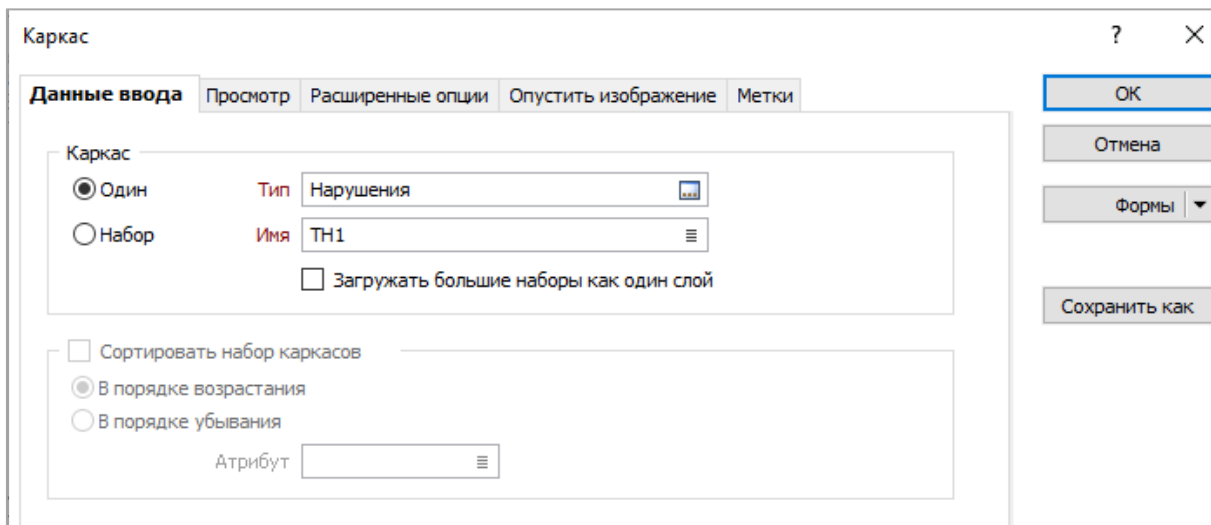 Каркас ?
Данные ввода Просмотр Расширенные опции Опустить изображение Метки
OK
Отмена
Формы
Сохранить как
Каркас
Один Тип Нарушения
Набор Имя TH1
Загружать большие наборы как один слой
Сортировать набор каркасов
В порядке возрастания
В порядке убывания
Атрибут